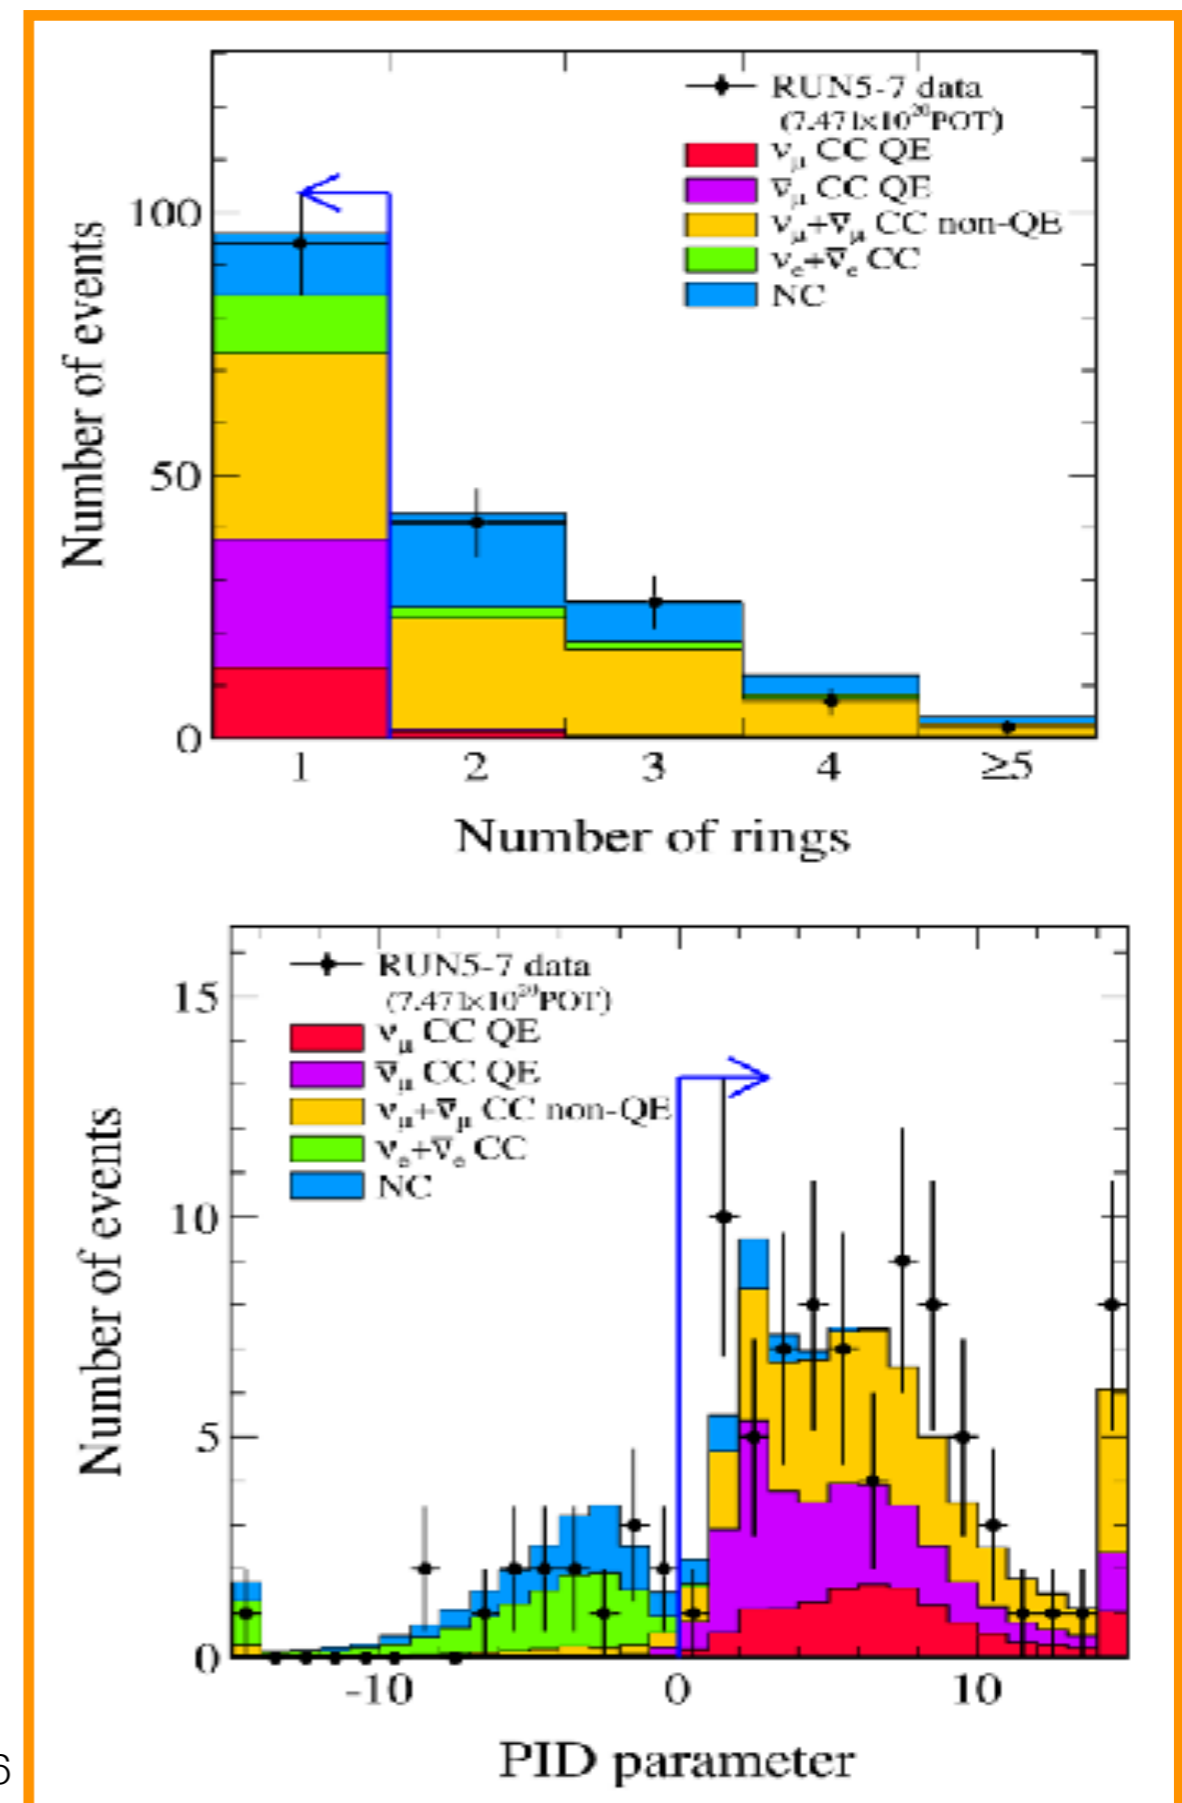 RUN5-7 data
(7.471×10²⁰POT)
ν_μ CC QE
ν̅_μ CC QE
ν_μ+ν̅_μ CC non-QE
ν_e+ν̅_e CC
NC
100
50
0
Number of events
1 2 3 4 ≥5
Number of rings
RUN5-7 data
(7.471×10²⁰POT)
ν_μ CC QE
ν̅_μ CC QE
ν_μ+ν̅_μ CC non-QE
ν_e+ν̅_e CC
NC
15
10
5
0
Number of events
-10 0 10
PID parameter
6